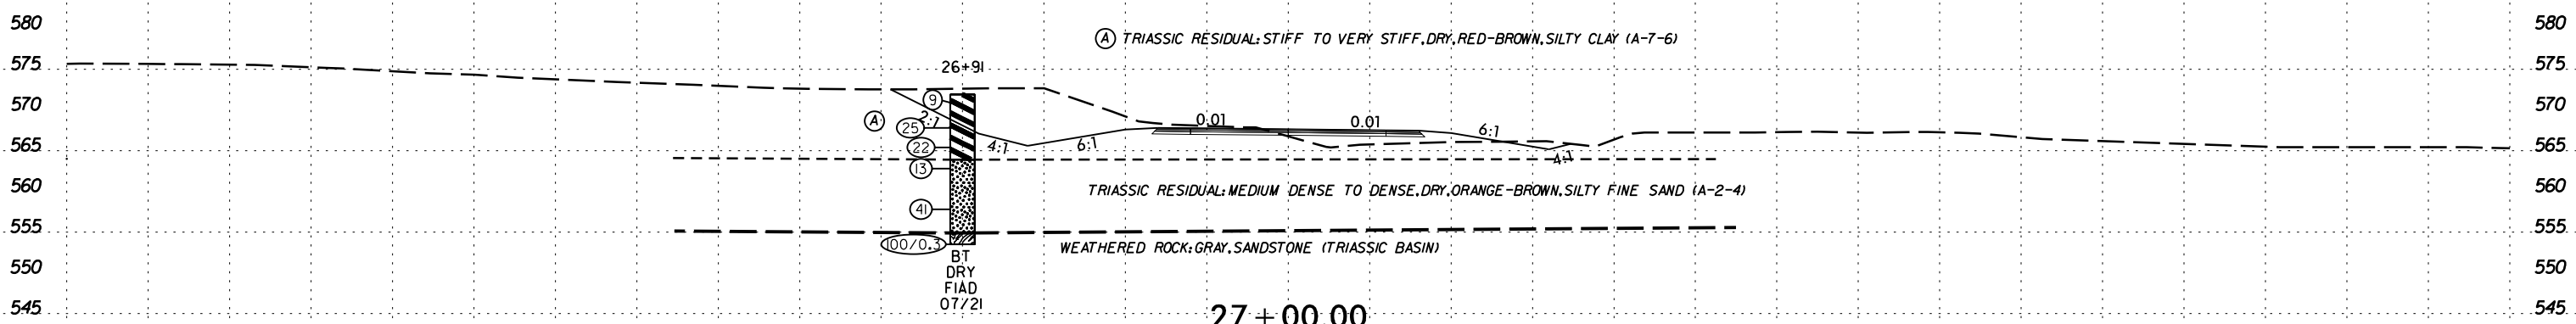 580 580
Ⓐ TRIASSIC RESIDUAL: STIFF TO VERY STIFF, DRY, RED-BROWN, SILTY CLAY (A-7-6)
575 26+91 575
570 9 570
A 25 2:1 0.01 0.01 6:1
565 22 4:1 6:1 4:1 565
13
560 TRIASSIC RESIDUAL: MEDIUM DENSE TO DENSE, DRY, ORANGE-BROWN, SILTY FINE SAND (A-2-4) 560
41
555 555
100/0.3 WEATHERED ROCK: GRAY, SANDSTONE (TRIASSIC BASIN)
BT
550 DRY 550
FIAD
545 07/21 27+00.00 545